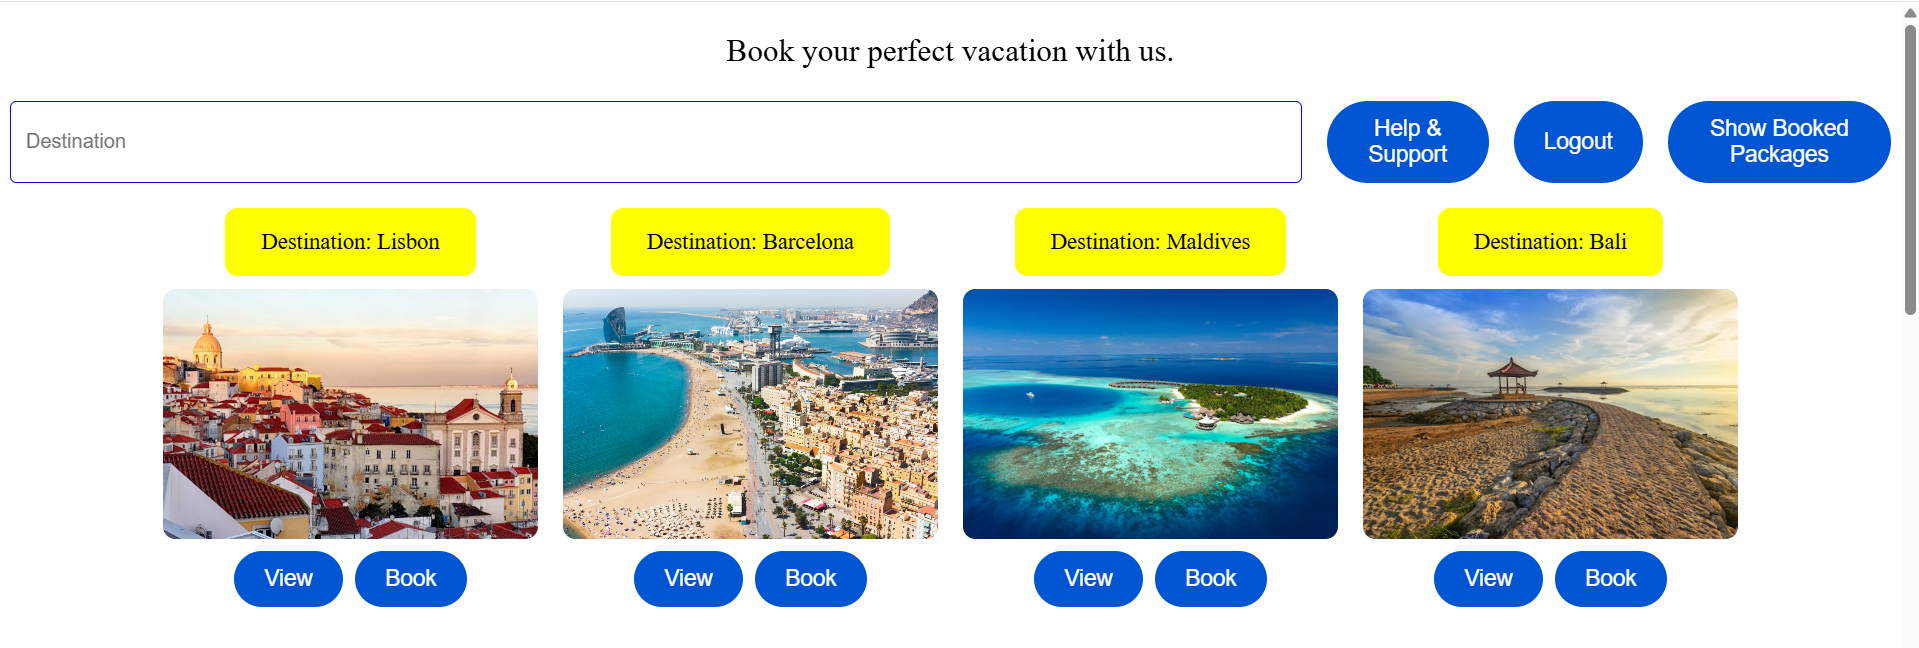 Book your perfect vacation with us.
Destination
Help &
Support
Logout
Show Booked
Packages
Destination: Lisbon
Destination: Barcelona
Destination: Maldives
Destination: Bali
View
Book
View
Book
View
Book
View
Book